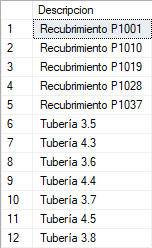 Descripcion
1 Recubrimiento P1001
2 Recubrimiento P1010
3 Recubrimiento P1019
4 Recubrimiento P1028
5 Recubrimiento P1037
6 Tubería 3.5
7 Tubería 4.3
8 Tubería 3.6
9 Tubería 4.4
10 Tubería 3.7
11 Tubería 4.5
12 Tubería 3.8